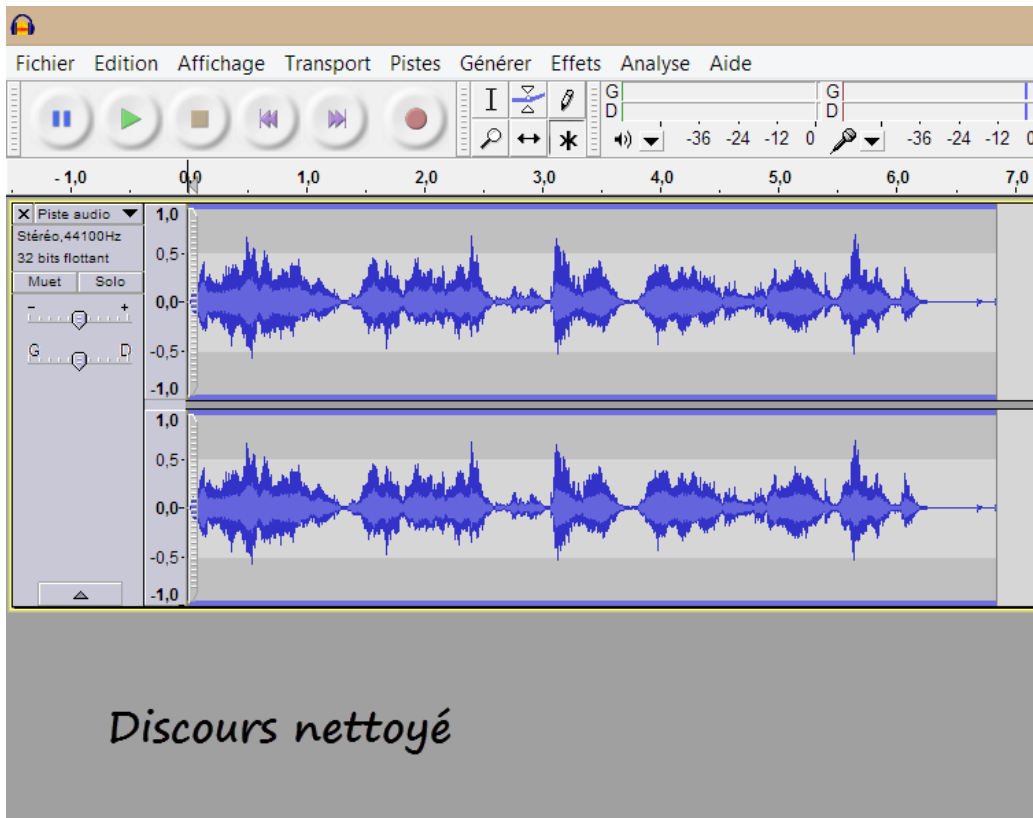 Fichier Edition Affichage Transport Pistes Générer Effets Analyse Aide
G G
D D
-36 -24 -12 0 -36 -24 -12 0
- 1,0 0,0 1,0 2,0 3,0 4,0 5,0 6,0 7,0
X Piste audio
Stéréo,44100Hz
32 bits flottant
Muet Solo
- +
G D
1,0
0,5-
0,0-
-0,5-
-1,0
1,0
0,5-
0,0-
-0,5-
-1,0
Discours nettoyé